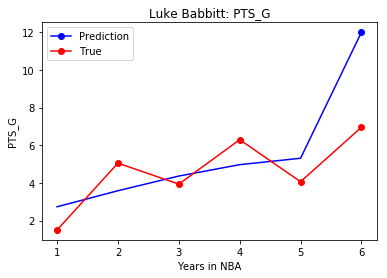 Luke Babbitt: PTS_G
Prediction
True
12
10
8
6
4
2
PTS_G
1 2 3 4 5 6
Years in NBA